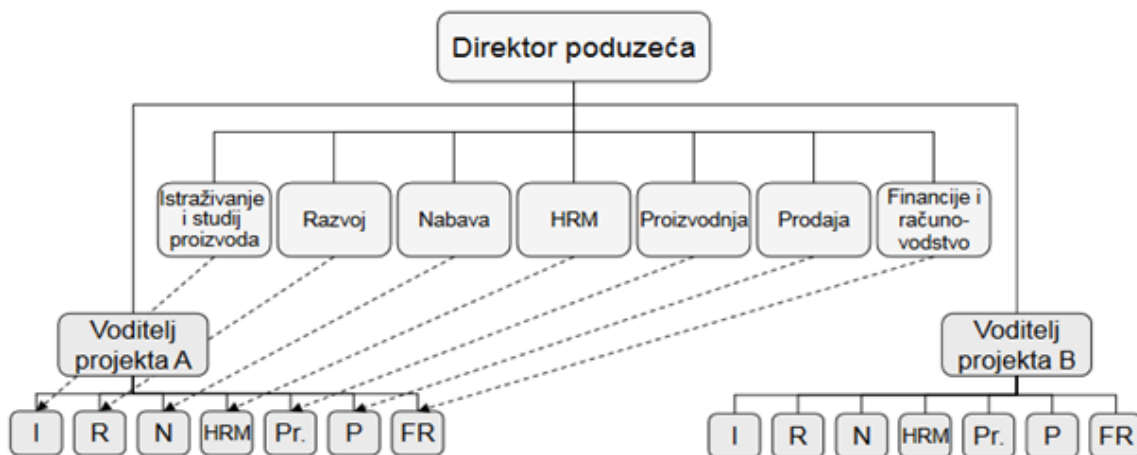 Direktor poduzeća
Istraživanje
i studij
proizvoda
Razvoj
Nabava
HRM
Proizvodnja
Prodaja
Financije i
računo-
vodstvo
Voditelj
projekta A
Voditelj
projekta B
I
R
N
HRM
Pr.
P
FR
I
R
N
HRM
Pr.
P
FR